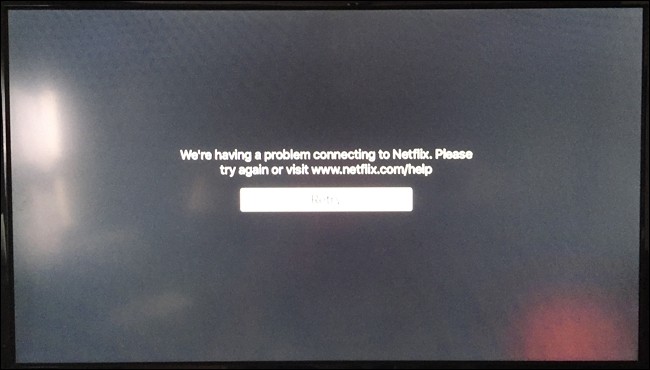 We're having a problem connecting to Netflix. Please
try again or visit www.netflix.com/help
Retry